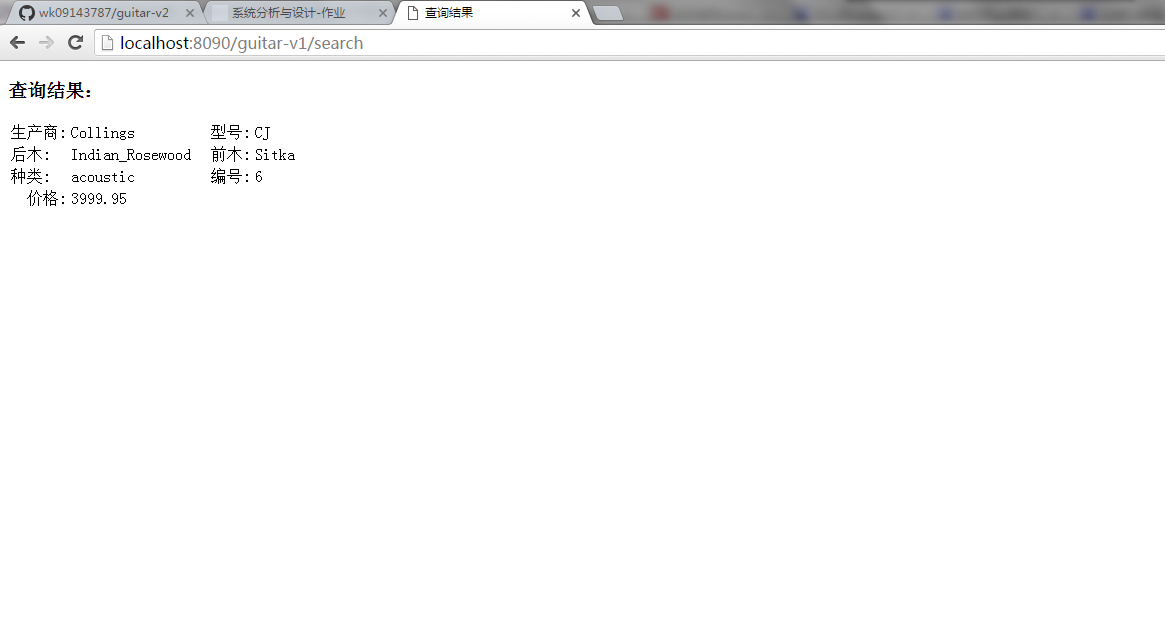 wk09143787/guitar-v2 系统分析与设计-作业 查询结果
localhost:8090/guitar-v1/search
查询结果:
生产商: Collings 型号: CJ
后木: Indian_Rosewood 前木: Sitka
种类: acoustic 编号: 6
价格: 3999.95